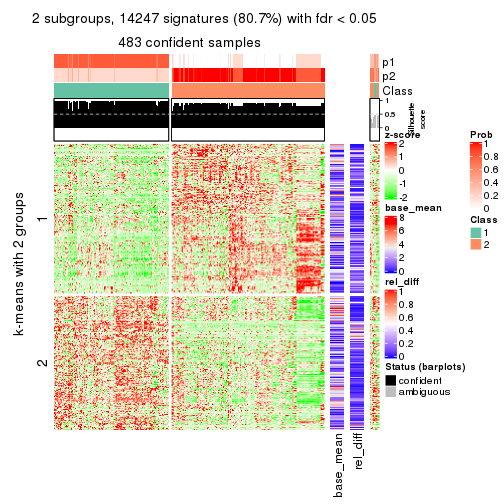 2 subgroups, 14247 signatures (80.7%) with fdr < 0.05
483 confident samples
p1
p2
Class
1
0.5
0
Silhouette
score
k-means with 2 groups
1
2
base_mean
rel_diff
z-score
2
1
0
-1
-2
base_mean
8
6
4
2
0
rel_diff
1
0.8
0.6
0.4
0.2
0
Status (barplots)
confident
ambiguous
Prob
1
0.8
0.6
0.4
0.2
0
Class
1
2